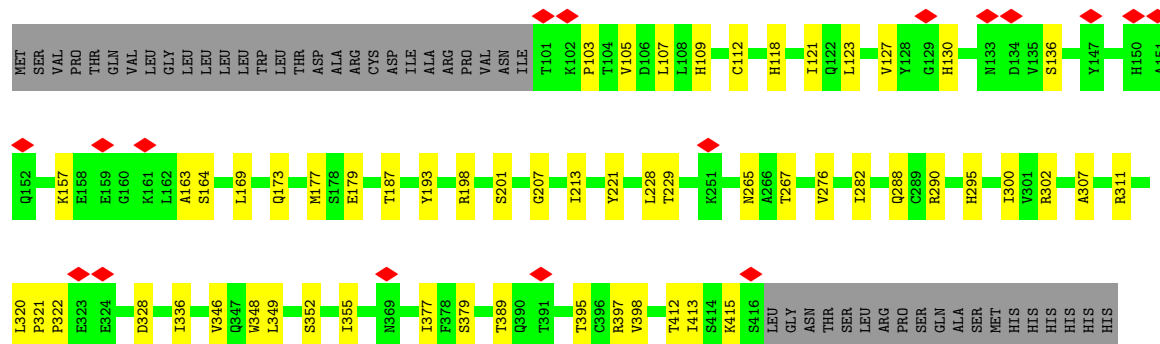 MET SER VAL PRO THR GLN VAL LEU GLY LEU LEU LEU LEU TRP LEU THR ASP ALA ARG CYS ASP ILE ALA ARG PRO VAL ASN ILE T101 K102 P103 T104 V105 D106 L107 L108 H109 C112 H118 I121 Q122 L123 V127 Y128 G129 H130 N133 D134 V135 S136 Y147 H150 A151
Q152 K157 E158 E159 G160 K161 L162 A163 S164 L169 Q173 M177 S178 E179 T187 Y193 R198 S201 G207 I213 Y221 L228 T229 K251 N265 A266 T267 V276 I282 Q288 C289 R290 H295 I300 V301 R302 A307 R311
L320 P321 P322 E323 E324 D328 I336 V346 Q347 W348 L349 S352 I355 N369 I377 F378 S379 T389 Q390 T391 T395 C396 R397 V398 T412 I413 S414 K415 S416 LEU GLY ASN THR SER LEU ARG PRO SER GLN ALA SER MET HIS HIS HIS HIS HIS HIS